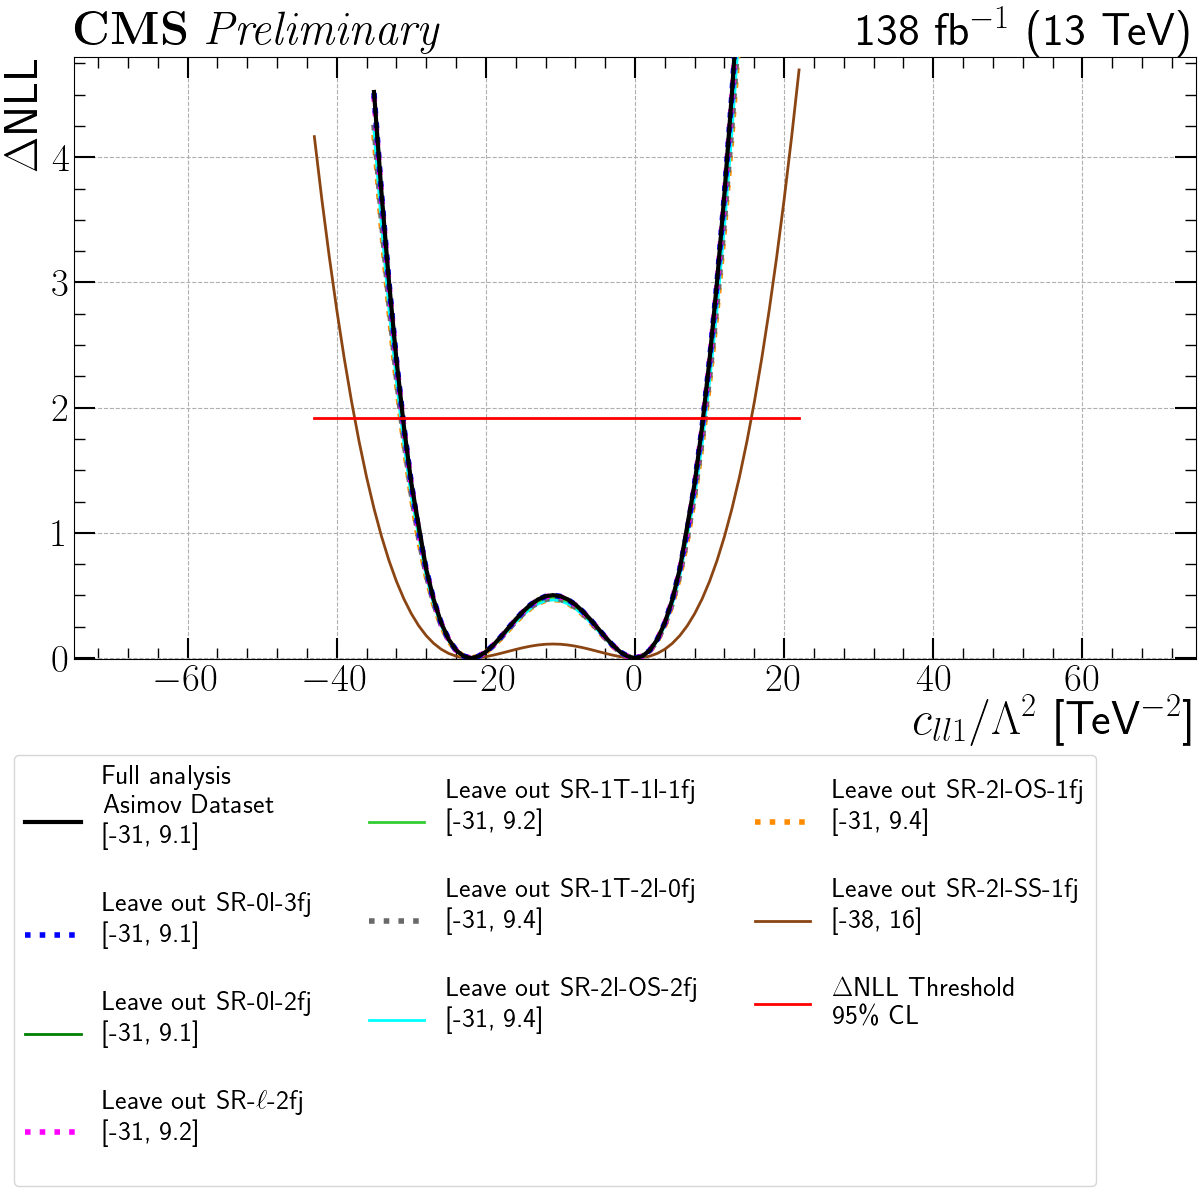 CMS Preliminary 138 fb⁻¹ (13 TeV)
ΔNLL
4
3
2
1
0
−60 −40 −20 0 20 40 60
c_{ll1}/Λ² [TeV⁻²]
Full analysis
Asimov Dataset
[-31, 9.1]
Leave out SR-0l-3fj
[-31, 9.1]
Leave out SR-0l-2fj
[-31, 9.1]
Leave out SR-ℓ-2fj
[-31, 9.2]
Leave out SR-1T-1l-1fj
[-31, 9.2]
Leave out SR-1T-2l-0fj
[-31, 9.4]
Leave out SR-2l-OS-2fj
[-31, 9.4]
Leave out SR-2l-OS-1fj
[-31, 9.4]
Leave out SR-2l-SS-1fj
[-38, 16]
ΔNLL Threshold
95% CL